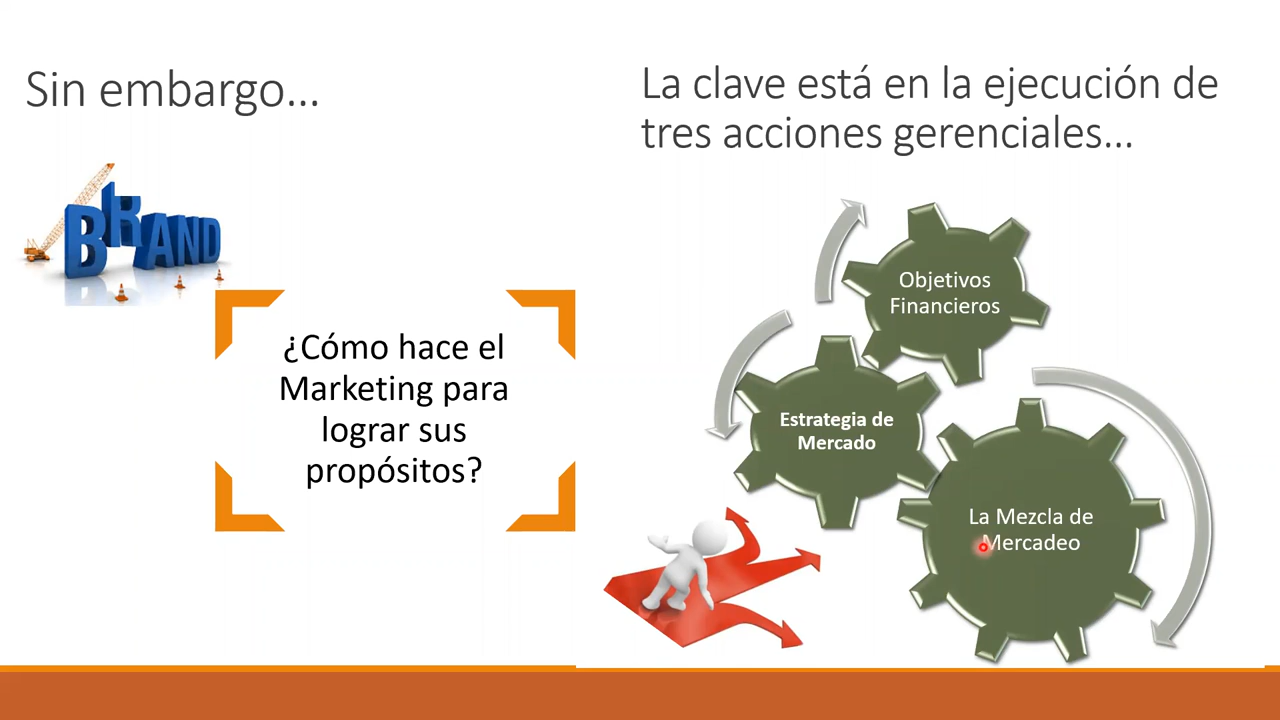 Sin embargo...
BRAND
¿Cómo hace el
Marketing para
lograr sus
propósitos?
La clave está en la ejecución de
tres acciones gerenciales...
Objetivos
Financieros
Estrategia de
Mercado
La Mezcla de
Mercadeo